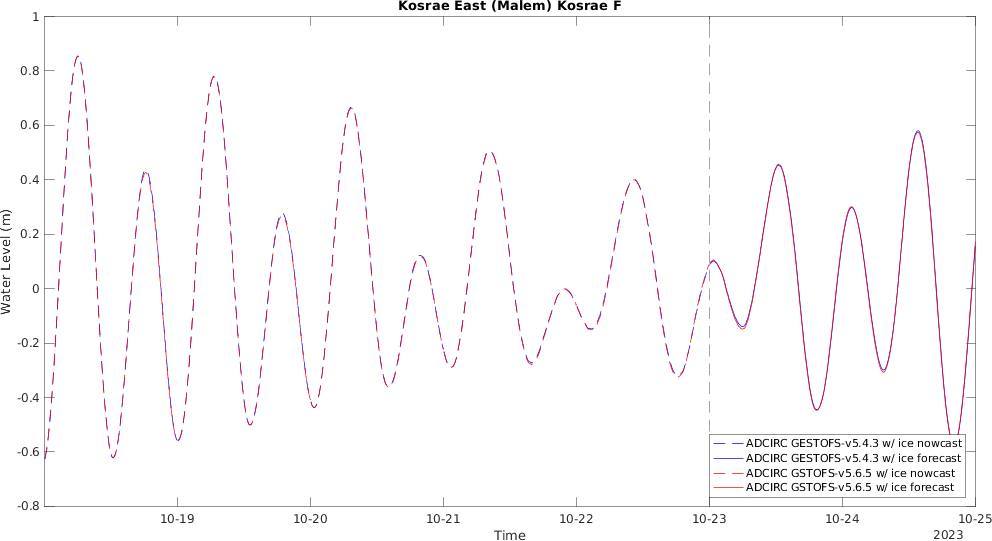 Kosrae East (Malem) Kosrae F
1
0.8
0.6
0.4
0.2
0
-0.2
-0.4
-0.6
-0.8
Water Level (m)
ADCIRC GESTOFS-v5.4.3 w/ ice nowcast
ADCIRC GESTOFS-v5.4.3 w/ ice forecast
ADCIRC GSTOFS-v5.6.5 w/ ice nowcast
ADCIRC GSTOFS-v5.6.5 w/ ice forecast
10-19 10-20 10-21 10-22 10-23 10-24 10-25
Time 2023